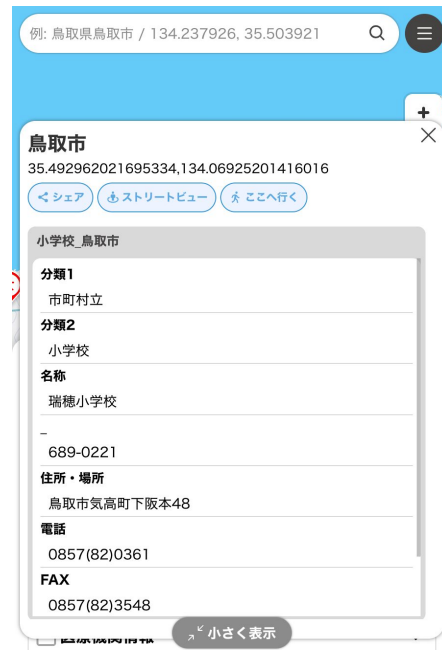 例: 鳥取県鳥取市 / 134.237926, 35.503921
+
鳥取市
35.492962021695334,134.06925201416016
シェア ストリートビュー ここへ行く
小学校_鳥取市
分類1
市町村立
分類2
小学校
名称
瑞穂小学校
_
689-0221
住所・場所
鳥取市気高町下阪本48
電話
0857(82)0361
FAX
0857(82)3548
小さく表示